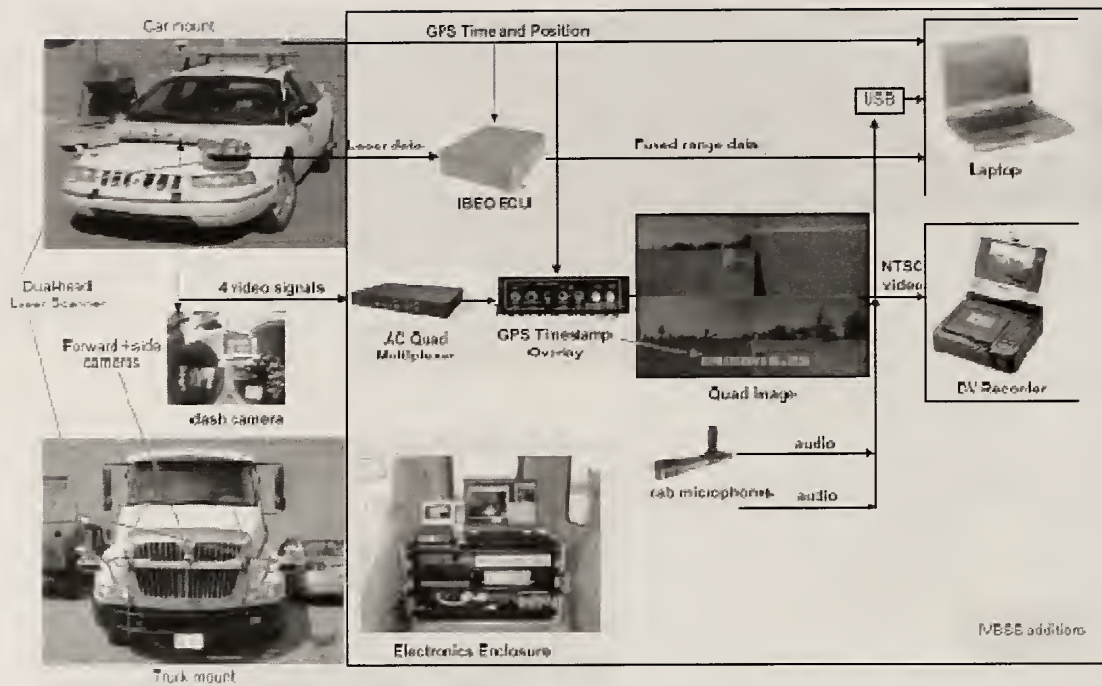 Car mount
GPS Time and Position
USB
Laser data
Fused range data
Laptop
IBEO ECU
Dual-head
Laser Scanner
4 video signals
NTSC
video
Forward + side
cameras
AC Quad
Multiplexer
GPS Timestamp
Overlay
Quad Image
DV Recorder
dash camera
audio
cab microphones
audio
Electronics Enclosure
IVBSS additions
Truck mount